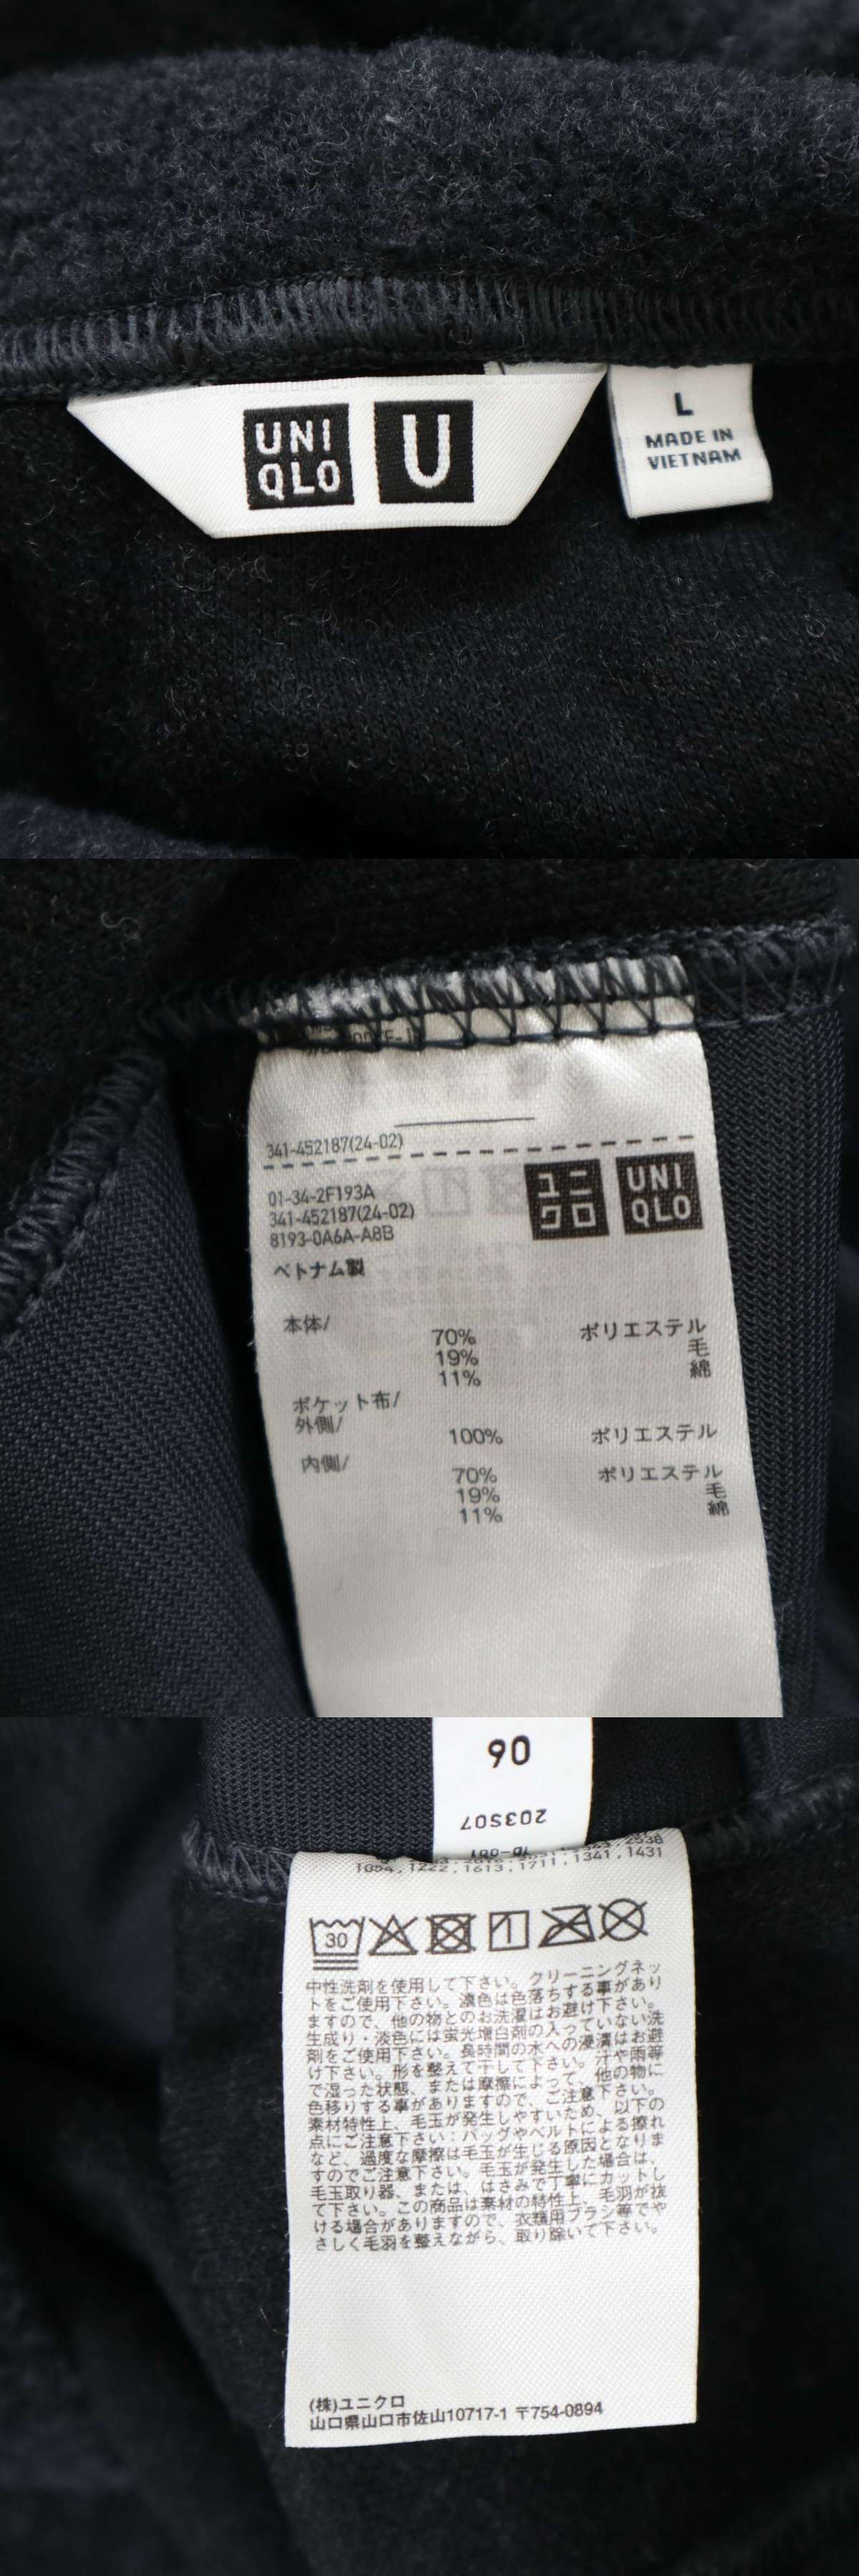 UNI
QLO
U
L
MADE IN
VIETNAM
341-452187(24-02)
01-34-2F193A
341-452187(24-02)
8193-0A6A-A8B
ユニ
クロ
UNI
QLO
ベトナム製
本体/
70% ポリエステル
19% 毛
11% 綿
ポケット布/
外側/
100% ポリエステル
内側/
70% ポリエステル
19% 毛
11% 綿
06
203S07
1054,1222,1613,1711,1341,1431
30
中性洗剤を使用して下さい。クリーニングネッ
トをご使用下さい。濃色は色落ちする事があり
ますので、他の物とのお洗濯はお避け下さい。
生成り・淡色には蛍光増白剤の入っていない洗
剤をご使用下さい。長時間の水への浸漬はお避
け下さい。形を整えて干して下さい。汗や雨等
で湿った状態、または摩擦によって、他の物に
色移りする事がありますので、ご注意下さい。
素材特性上、毛玉が発生しやすいため、以下の
点にご注意下さい：バッグやベルトによる擦れ
など、過度な摩擦は毛玉が生じる原因となりま
すのでご注意下さい。毛玉が発生した場合は、
毛玉取り器、または、はさみで丁寧にカットし
て下さい。この商品は素材の特性上、毛羽が抜
ける場合がありますので、衣類用ブラシ等でや
さしく毛羽を整えながら、取り除いて下さい。
(株)ユニクロ
山口県山口市佐山10717-1 〒754-0894